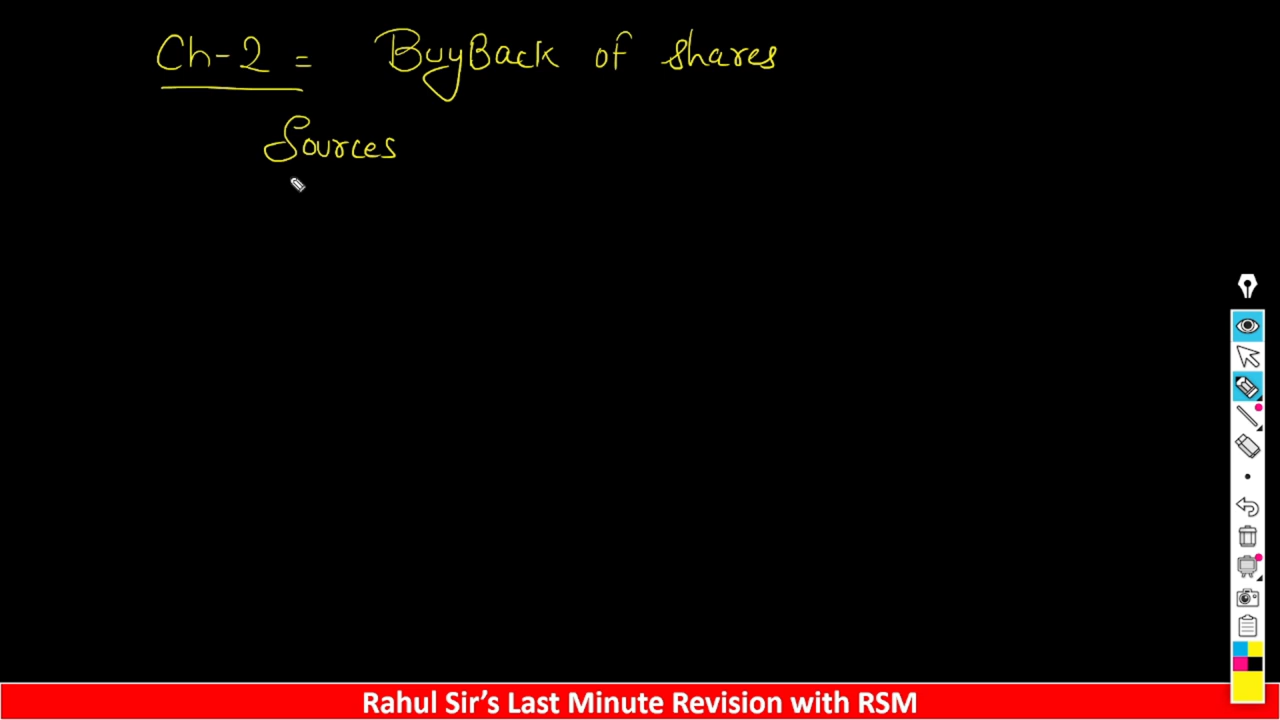 Ch-2 = BuyBack of shares
Sources
Rahul Sir's Last Minute Revision with RSM